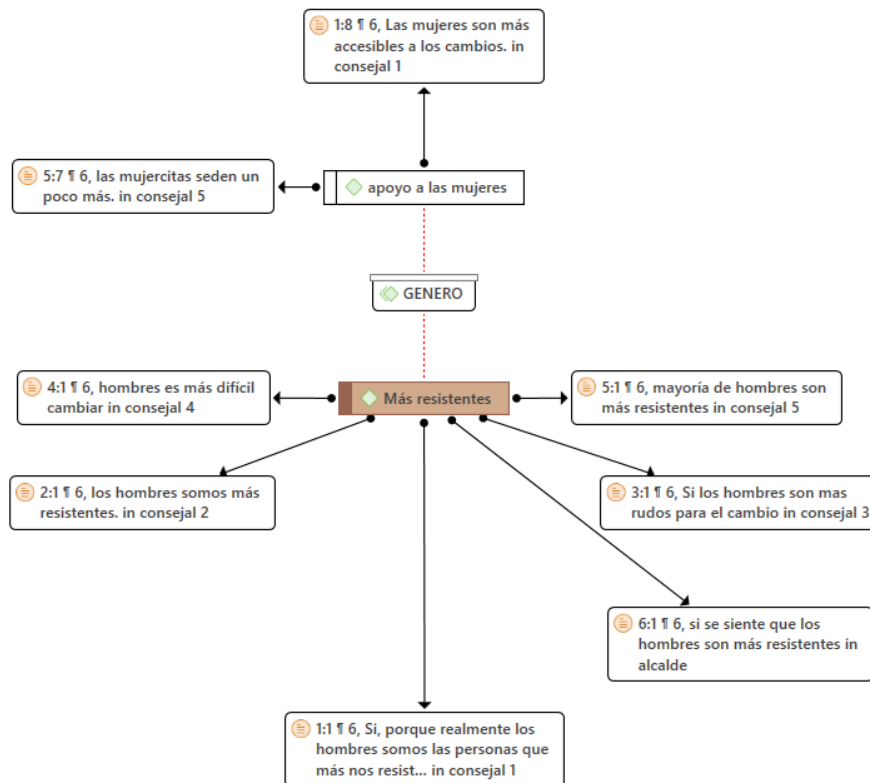 1:8 ¶ 6, Las mujeres son más
accesibles a los cambios. in
consejal 1
5:7 ¶ 6, las mujercitas seden un
poco más. in consejal 5
apoyo a las mujeres
GENERO
4:1 ¶ 6, hombres es más difícil
cambiar in consejal 4
Más resistentes
5:1 ¶ 6, mayoría de hombres son
más resistentes in consejal 5
2:1 ¶ 6, los hombres somos más
resistentes. in consejal 2
3:1 ¶ 6, Si los hombres son mas
rudos para el cambio in consejal 3
6:1 ¶ 6, si se siente que los
hombres son más resistentes in
alcalde
1:1 ¶ 6, Si, porque realmente los
hombres somos las personas que
más nos resist... in consejal 1